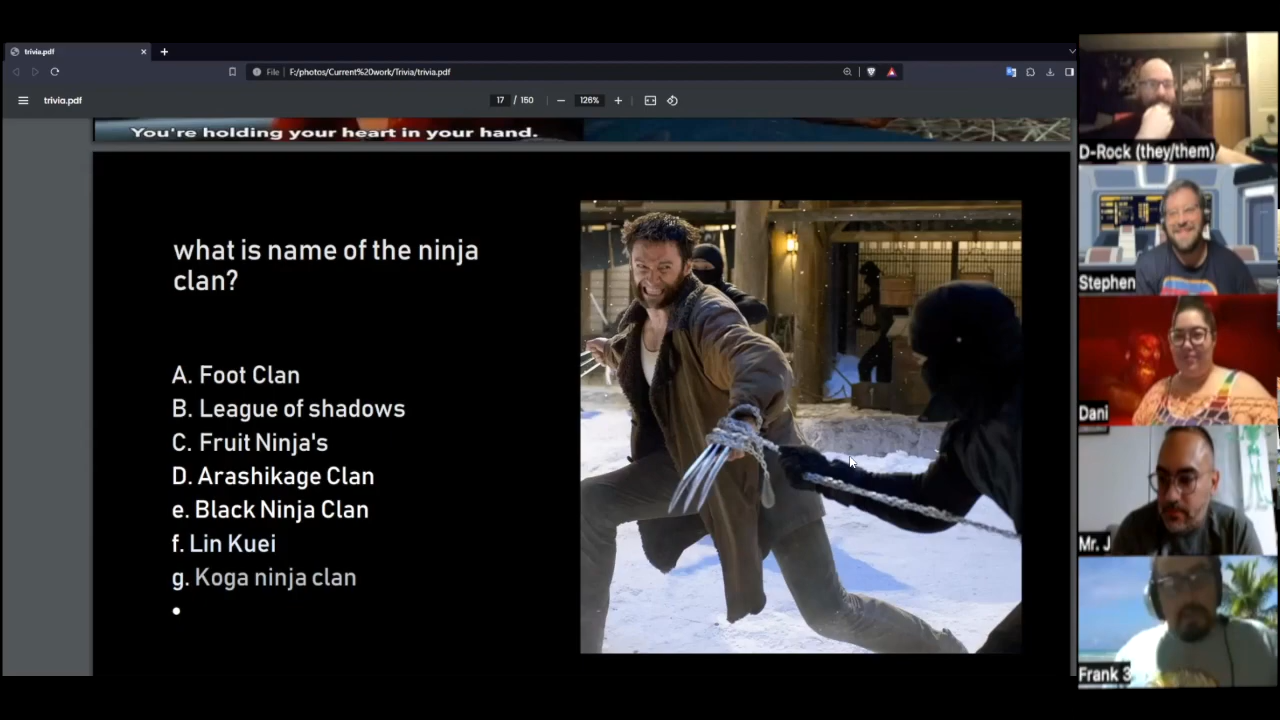 trivia.pdf
File
F:/photos/Current%20work/Trivia/trivia.pdf
trivia.pdf
17 / 150
126%
You're holding your heart in your hand.
what is name of the ninja
clan?
A. Foot Clan
B. League of shadows
C. Fruit Ninja's
D. Arashikage Clan
e. Black Ninja Clan
f. Lin Kuei
g. Koga ninja clan
D-Rock (they/them)
Stephen
Dani
Mr. J
Frank 3